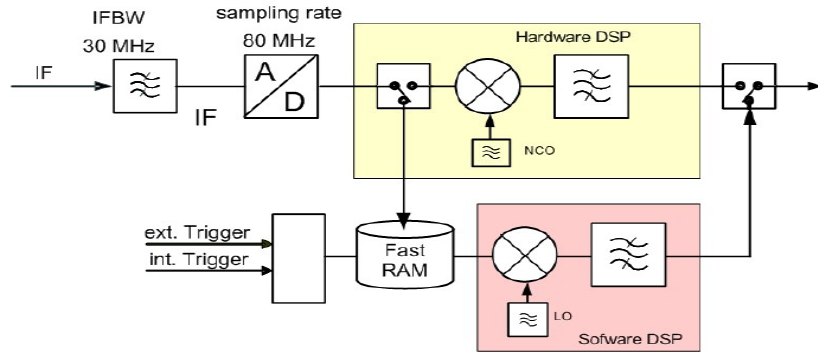 IFBW
30 MHz
sampling rate
80 MHz
Hardware DSP
IF
IF
A
D
NCO
ext. Trigger
int. Trigger
Fast
RAM
LO
Sofware DSP